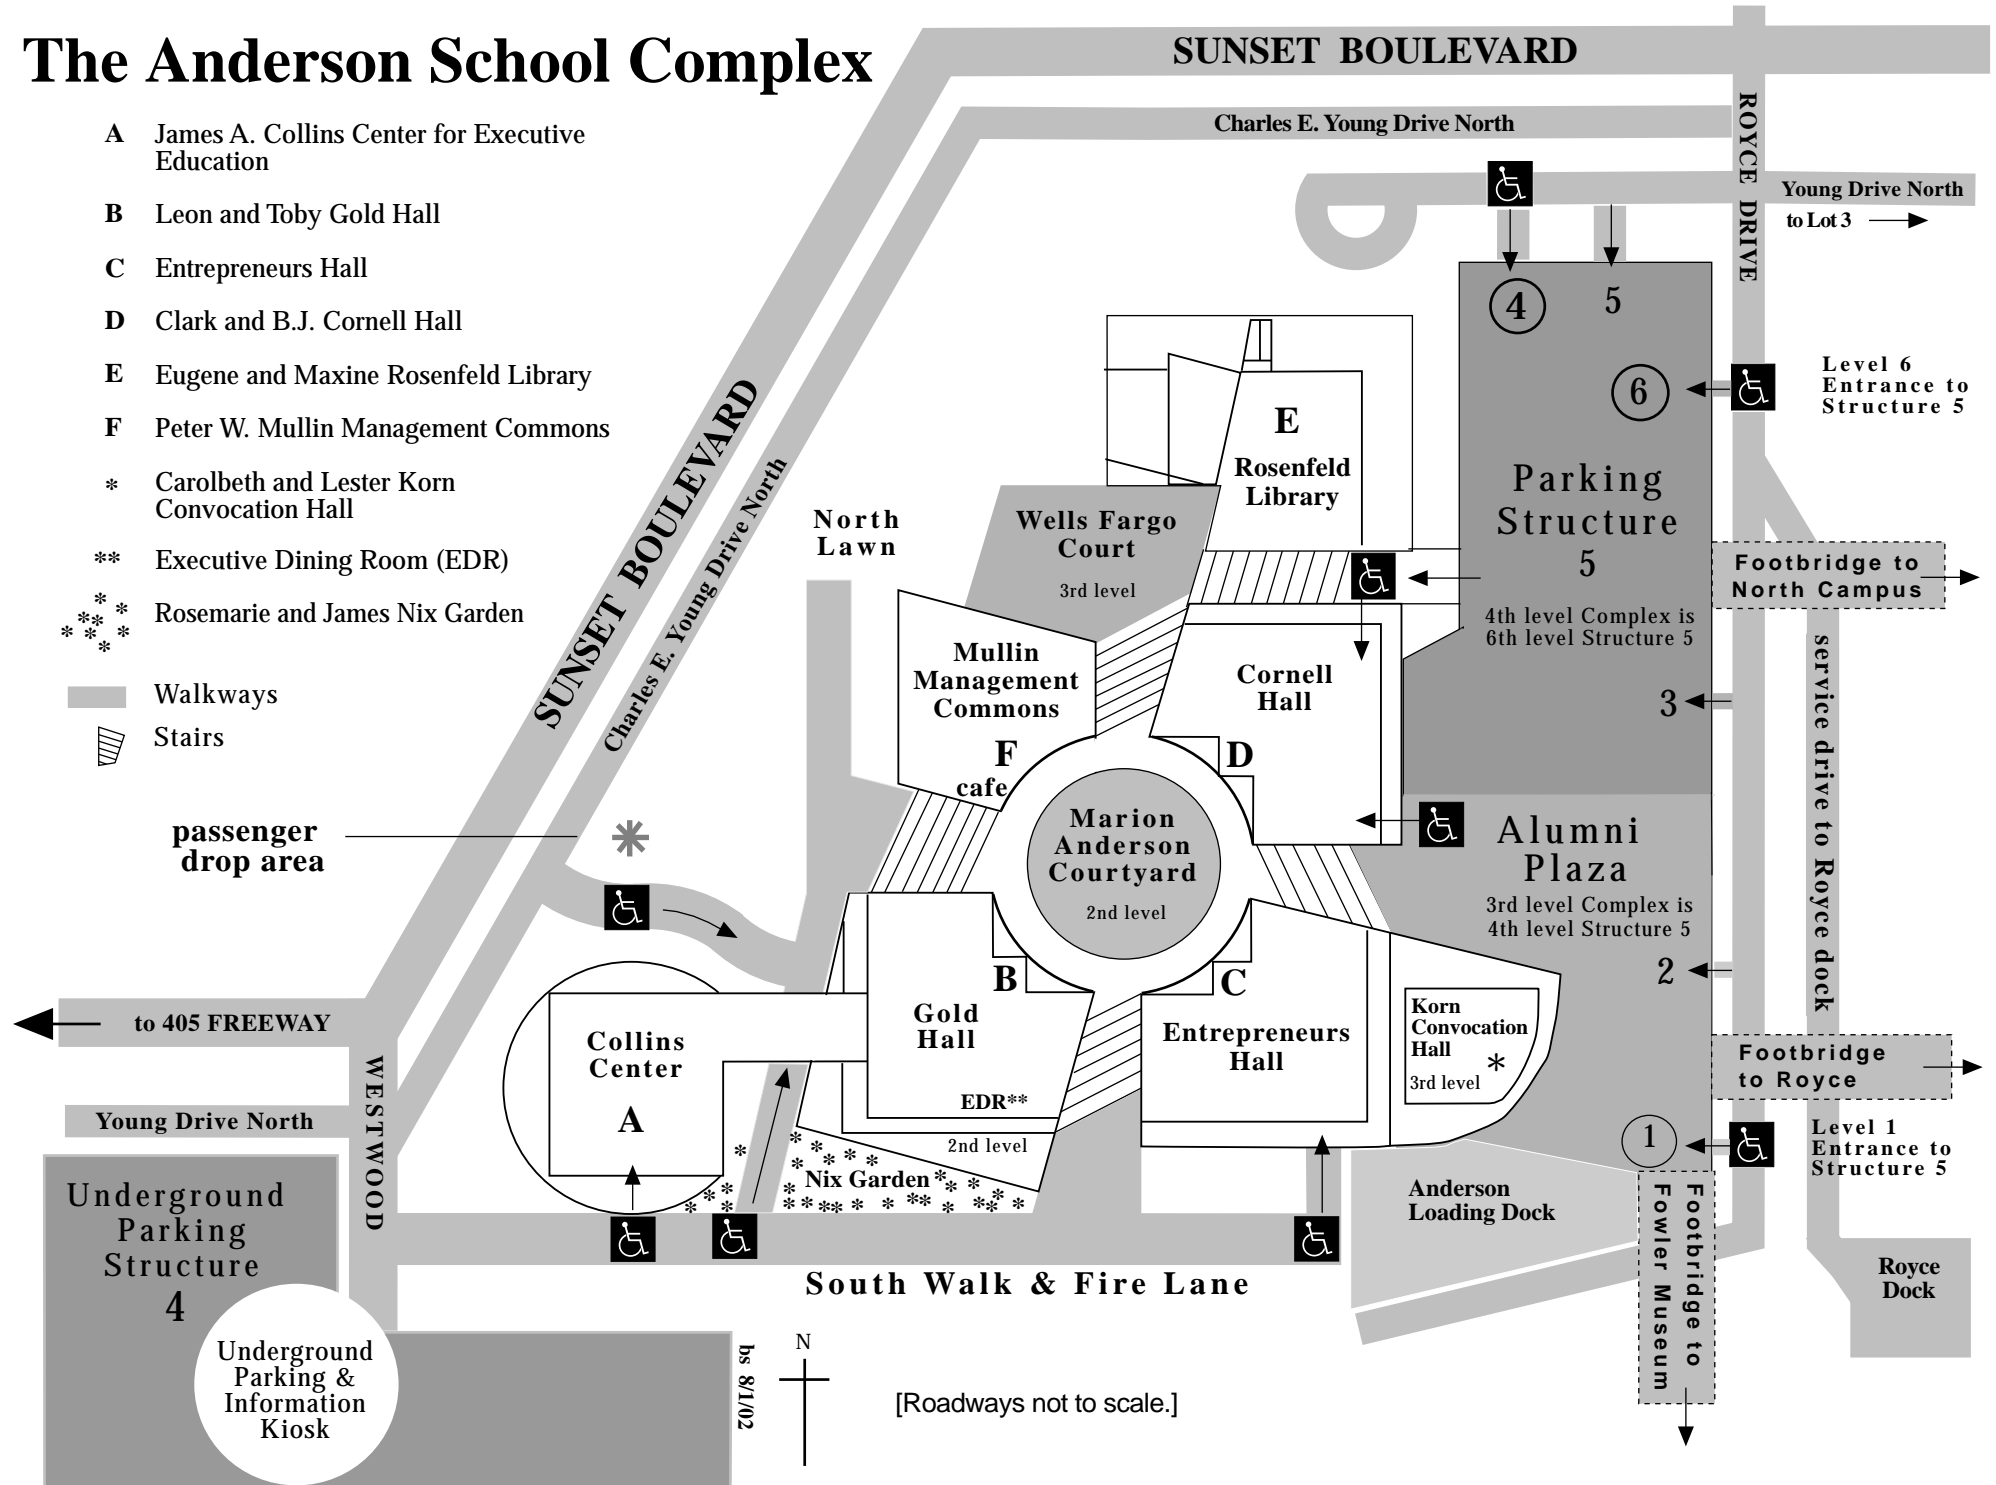 The Anderson School Complex
A James A. Collins Center for Executive
Education
B Leon and Toby Gold Hall
C Entrepreneurs Hall
D Clark and B.J. Cornell Hall
E Eugene and Maxine Rosenfeld Library
F Peter W. Mullin Management Commons
* Carolbeth and Lester Korn
Convocation Hall
** Executive Dining Room (EDR)
Rosemarie and James Nix Garden
Walkways
Stairs
passenger
drop area
SUNSET BOULEVARD
Charles E. Young Drive North
ROYCE DRIVE
Young Drive North
to Lot 3
SUNSET BOULEVARD
Charles E. Young Drive North
4
5
6
Level 6
Entrance to
Structure 5
Parking
Structure
5
4th level Complex is
6th level Structure 5
3
E
Rosenfeld
Library
North
Lawn
Wells Fargo
Court
3rd level
Footbridge to
North Campus
service drive to Royce dock
Mullin
Management
Commons
F
cafe
Cornell
Hall
D
Marion
Anderson
Courtyard
2nd level
Alumni
Plaza
3rd level Complex is
4th level Structure 5
2
to 405 FREEWAY
WESTWOOD
Young Drive North
Collins
Center
A
B
Gold
Hall
EDR**
2nd level
Nix Garden
C
Entrepreneurs
Hall
Korn
Convocation
Hall
*
3rd level
Footbridge
to Royce
1
Level 1
Entrance to
Structure 5
Anderson
Loading Dock
Footbridge to
Fowler Museum
Royce
Dock
South Walk & Fire Lane
Underground
Parking
Structure
4
Underground
Parking &
Information
Kiosk
bs 8/1/02
N
[Roadways not to scale.]